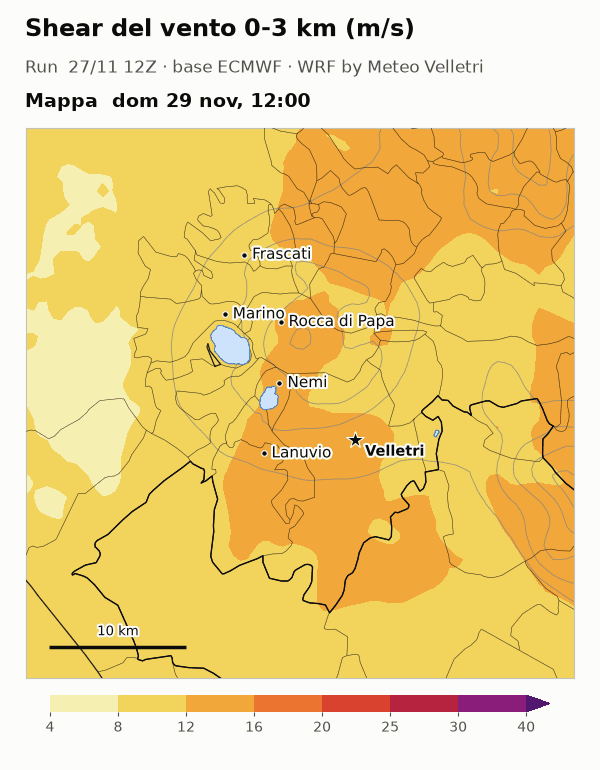 Shear del vento 0-3 km (m/s)
Run  27/11 12Z · base ECMWF · WRF by Meteo Velletri
Mappa  dom 29 nov, 12:00
Frascati
Marino
Rocca di Papa
Nemi
Velletri
Lanuvio
10 km
4 8 12 16 20 25 30 40